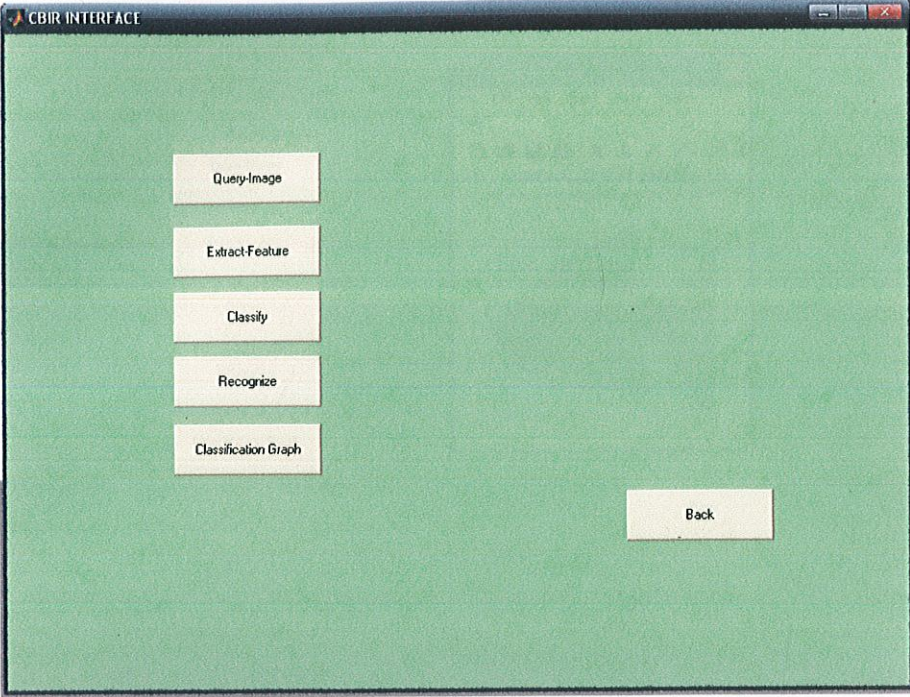 CBIR INTERFACE
Query-Image
Extract-Feature
Classify
Recognize
Classification Graph
Back